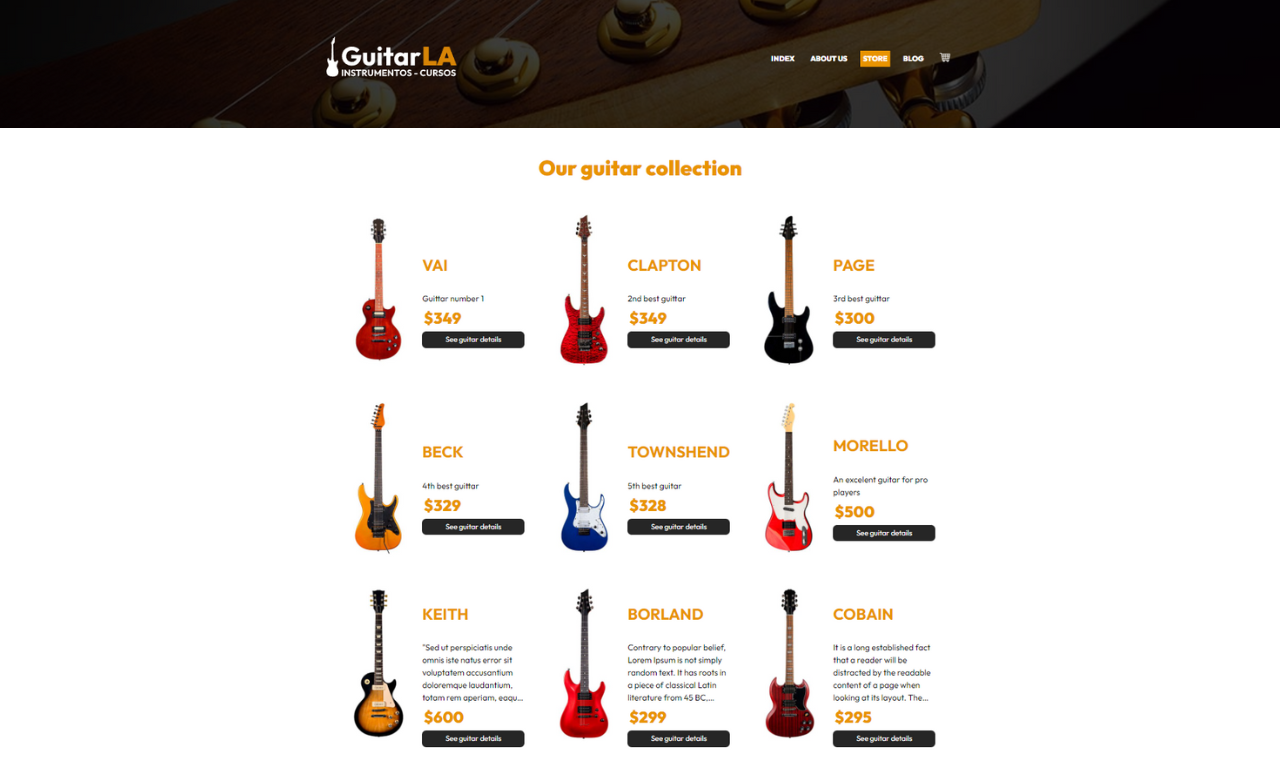 GuitarLA
INSTRUMENTOS - CURSOS
INDEX
ABOUT US
STORE
BLOG
Our guitar collection
VAI
Guittar number 1
$349
See guitar details
CLAPTON
2nd best guittar
$349
See guitar details
PAGE
3rd best guittar
$300
See guitar details
BECK
4th best guittar
$329
See guitar details
TOWNSHEND
5th best guitar
$328
See guitar details
MORELLO
An excelent guitar for pro
players
$500
See guitar details
KEITH
"Sed ut perspiciatis unde
omnis iste natus error sit
voluptatem accusantium
doloremque laudantium,
totam rem aperiam, eaqu...
$600
See guitar details
BORLAND
Contrary to popular belief,
Lorem Ipsum is not simply
random text. It has roots in
a piece of classical Latin
literature from 45 BC,...
$299
See guitar details
COBAIN
It is a long established fact
that a reader will be
distracted by the readable
content of a page when
looking at its layout. The...
$295
See guitar details